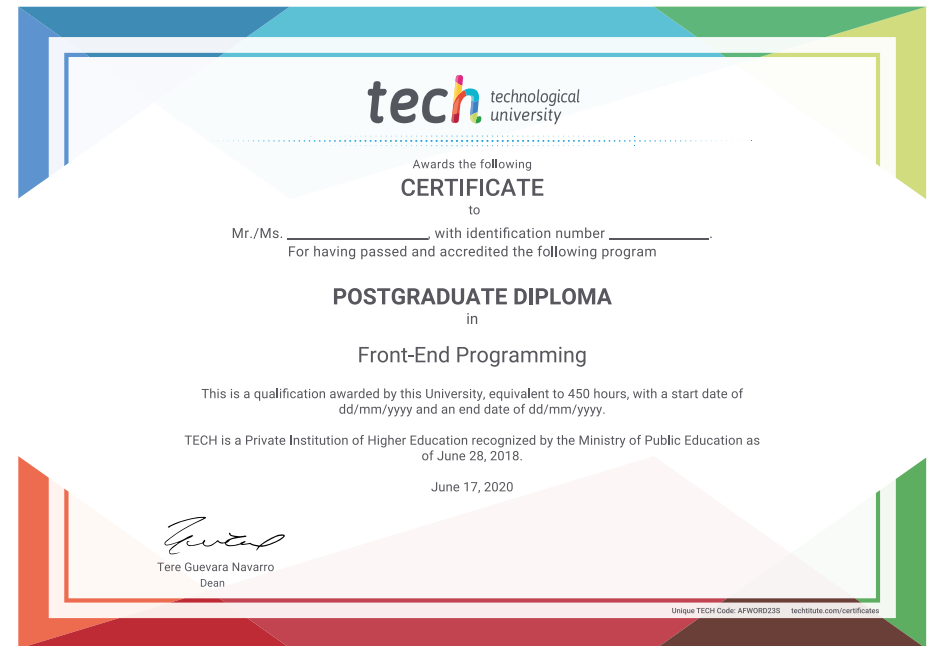 tech technological
university
Awards the following
CERTIFICATE
to
Mr./Ms. ____________________, with identification number ______________.
For having passed and accredited the following program
POSTGRADUATE DIPLOMA
in
Front-End Programming
This is a qualification awarded by this University, equivalent to 450 hours, with a start date of
dd/mm/yyyy and an end date of dd/mm/yyyy.
TECH is a Private Institution of Higher Education recognized by the Ministry of Public Education as
of June 28, 2018.
June 17, 2020
Tere Guevara Navarro
Dean
Unique TECH Code: AFWORD23S techtitute.com/certificates